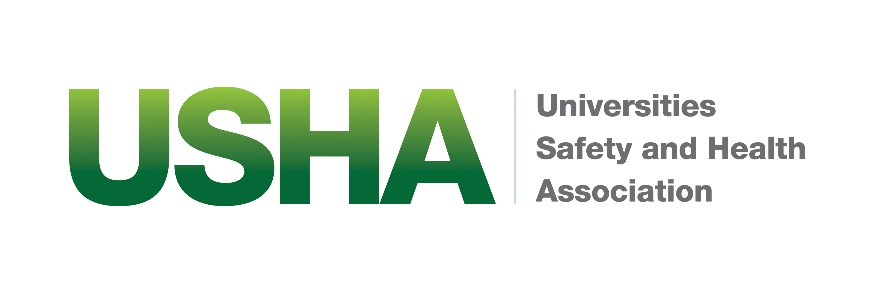 USHA
Universities
Safety and Health
Association